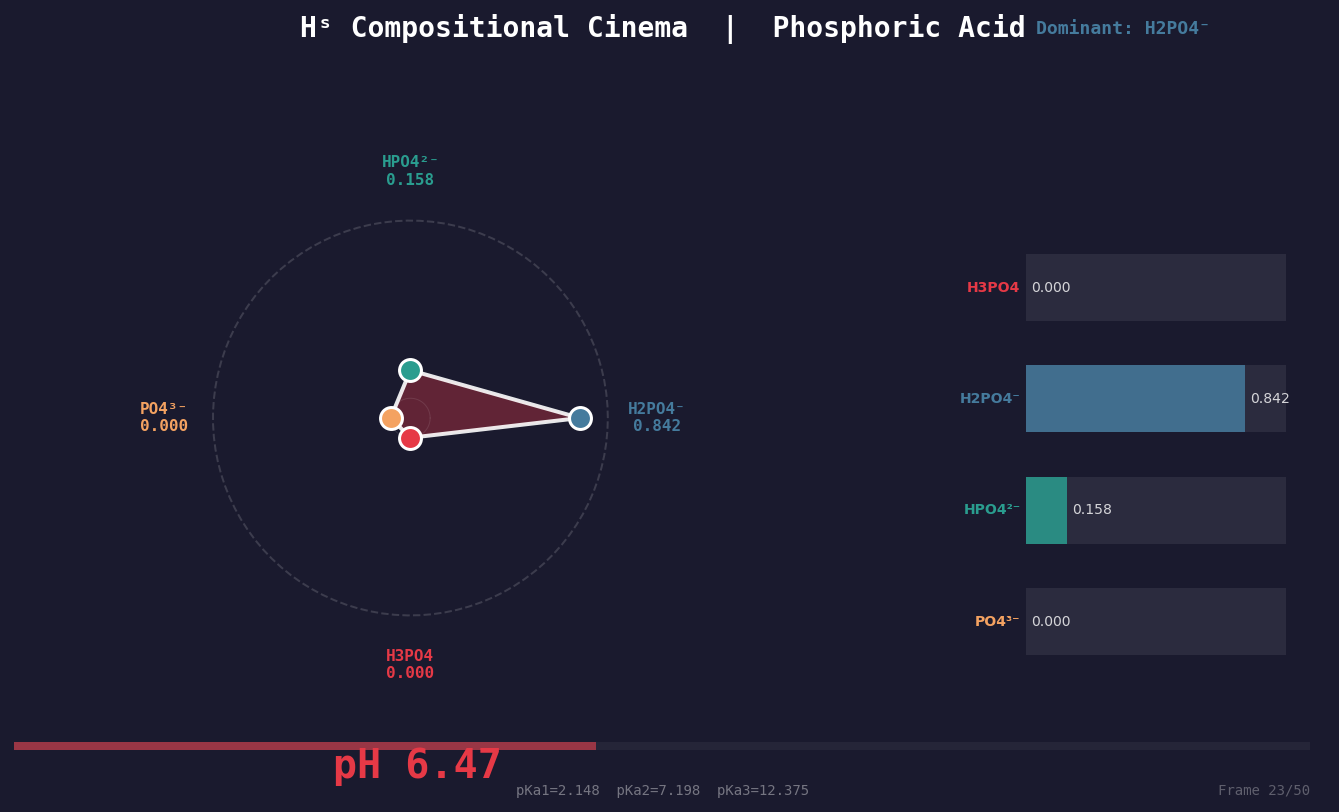 Hˢ Compositional Cinema | Phosphoric Acid
Dominant: H2PO4⁻
HPO4²⁻
0.158
PO4³⁻
0.000
H2PO4⁻
0.842
H3PO4
0.000
H3PO4 0.000
H2PO4⁻ 0.842
HPO4²⁻ 0.158
PO4³⁻ 0.000
pH 6.47
pKa1=2.148 pKa2=7.198 pKa3=12.375
Frame 23/50